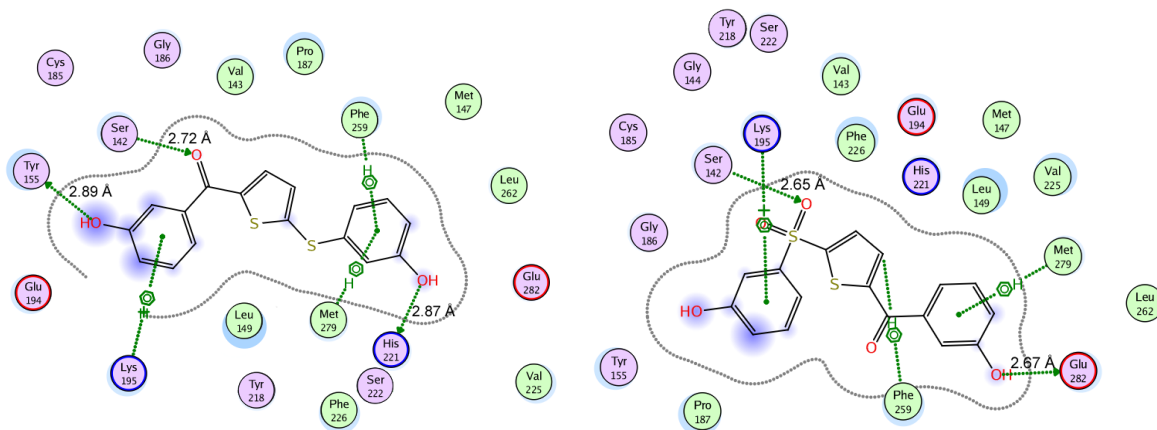 Gly
186
Pro
187
Cys
185
Val
143
Met
147
Phe
259
Ser
142
2.72 Å
O
Tyr
155
2.89 Å
H
Leu
262
HO
S
S
H
OH
Glu
194
Glu
282
2.87 Å
Leu
149
Met
279
His
221
Lys
195
Tyr
218
Ser
222
Val
225
Phe
226
Tyr
218
Ser
222
Gly
144
Val
143
Glu
194
Met
147
Cys
185
Lys
195
Phe
226
Ser
142
His
221
Leu
149
Val
225
2.65 Å
O
O
Gly
186
S
Met
279
H
S
Leu
262
HO
H
O
2.67 Å
OH
Glu
282
Tyr
155
Phe
259
Pro
187